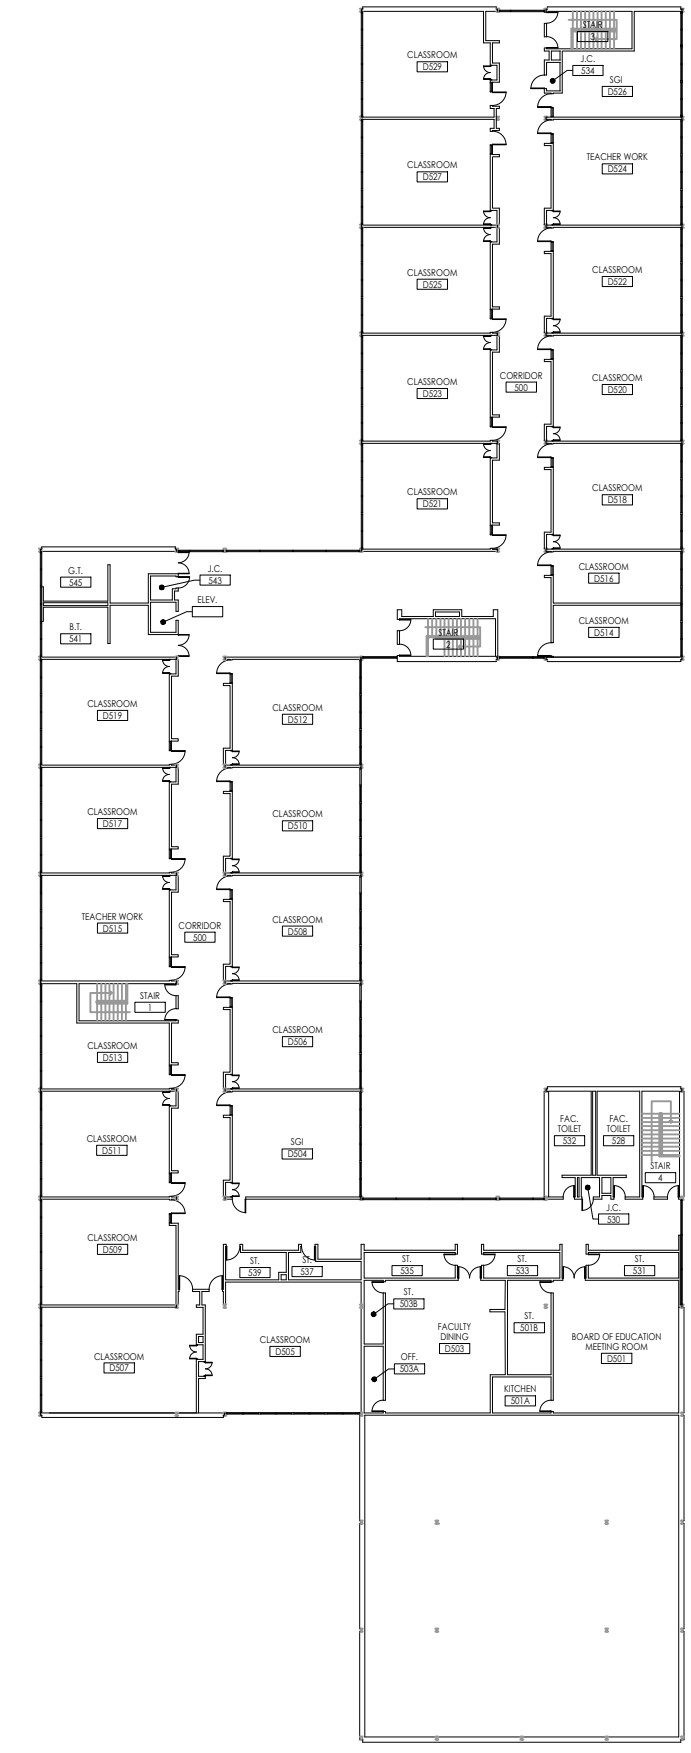 STAIR
3
CLASSROOM
D529
J.C.
534
SGI
D526
CLASSROOM
D527
TEACHER WORK
D524
CLASSROOM
D525
CLASSROOM
D522
CLASSROOM
D523
CORRIDOR
500
CLASSROOM
D520
CLASSROOM
D521
CLASSROOM
D518
G.T.
545
J.C.
543
CLASSROOM
D516
ELEV.
B.T.
541
STAIR
2
CLASSROOM
D514
CLASSROOM
D519
CLASSROOM
D512
CLASSROOM
D517
CLASSROOM
D510
TEACHER WORK
D515
CORRIDOR
500
CLASSROOM
D508
STAIR
1
CLASSROOM
D513
CLASSROOM
D506
CLASSROOM
D511
SGI
D504
FAC.
TOILET
532
FAC.
TOILET
528
STAIR
4
J.C.
530
CLASSROOM
D509
ST.
539
ST.
537
ST.
535
ST.
533
ST.
531
ST.
503B
ST.
501B
FACULTY
DINING
D503
BOARD OF EDUCATION
MEETING ROOM
D501
CLASSROOM
D507
CLASSROOM
D505
OFF.
503A
KITCHEN
501A